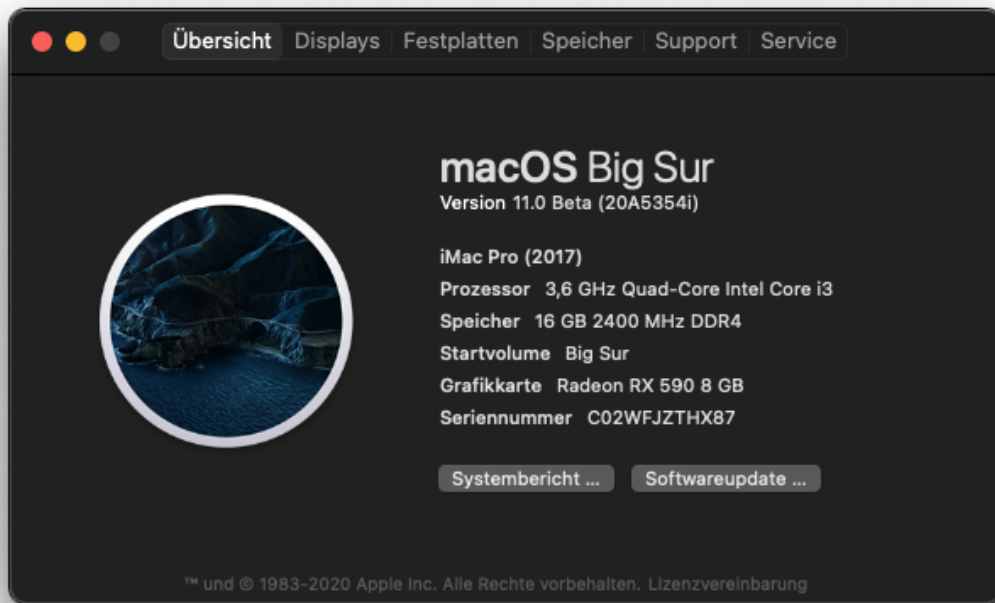 Übersicht Displays Festplatten Speicher Support Service
macOS Big Sur
Version 11.0 Beta (20A5354i)
iMac Pro (2017)
Prozessor 3,6 GHz Quad-Core Intel Core i3
Speicher 16 GB 2400 MHz DDR4
Startvolume Big Sur
Grafikkarte Radeon RX 590 8 GB
Seriennummer C02WFJZTHX87
Systembericht ... Softwareupdate ...
™ und © 1983-2020 Apple Inc. Alle Rechte vorbehalten. Lizenzvereinbarung